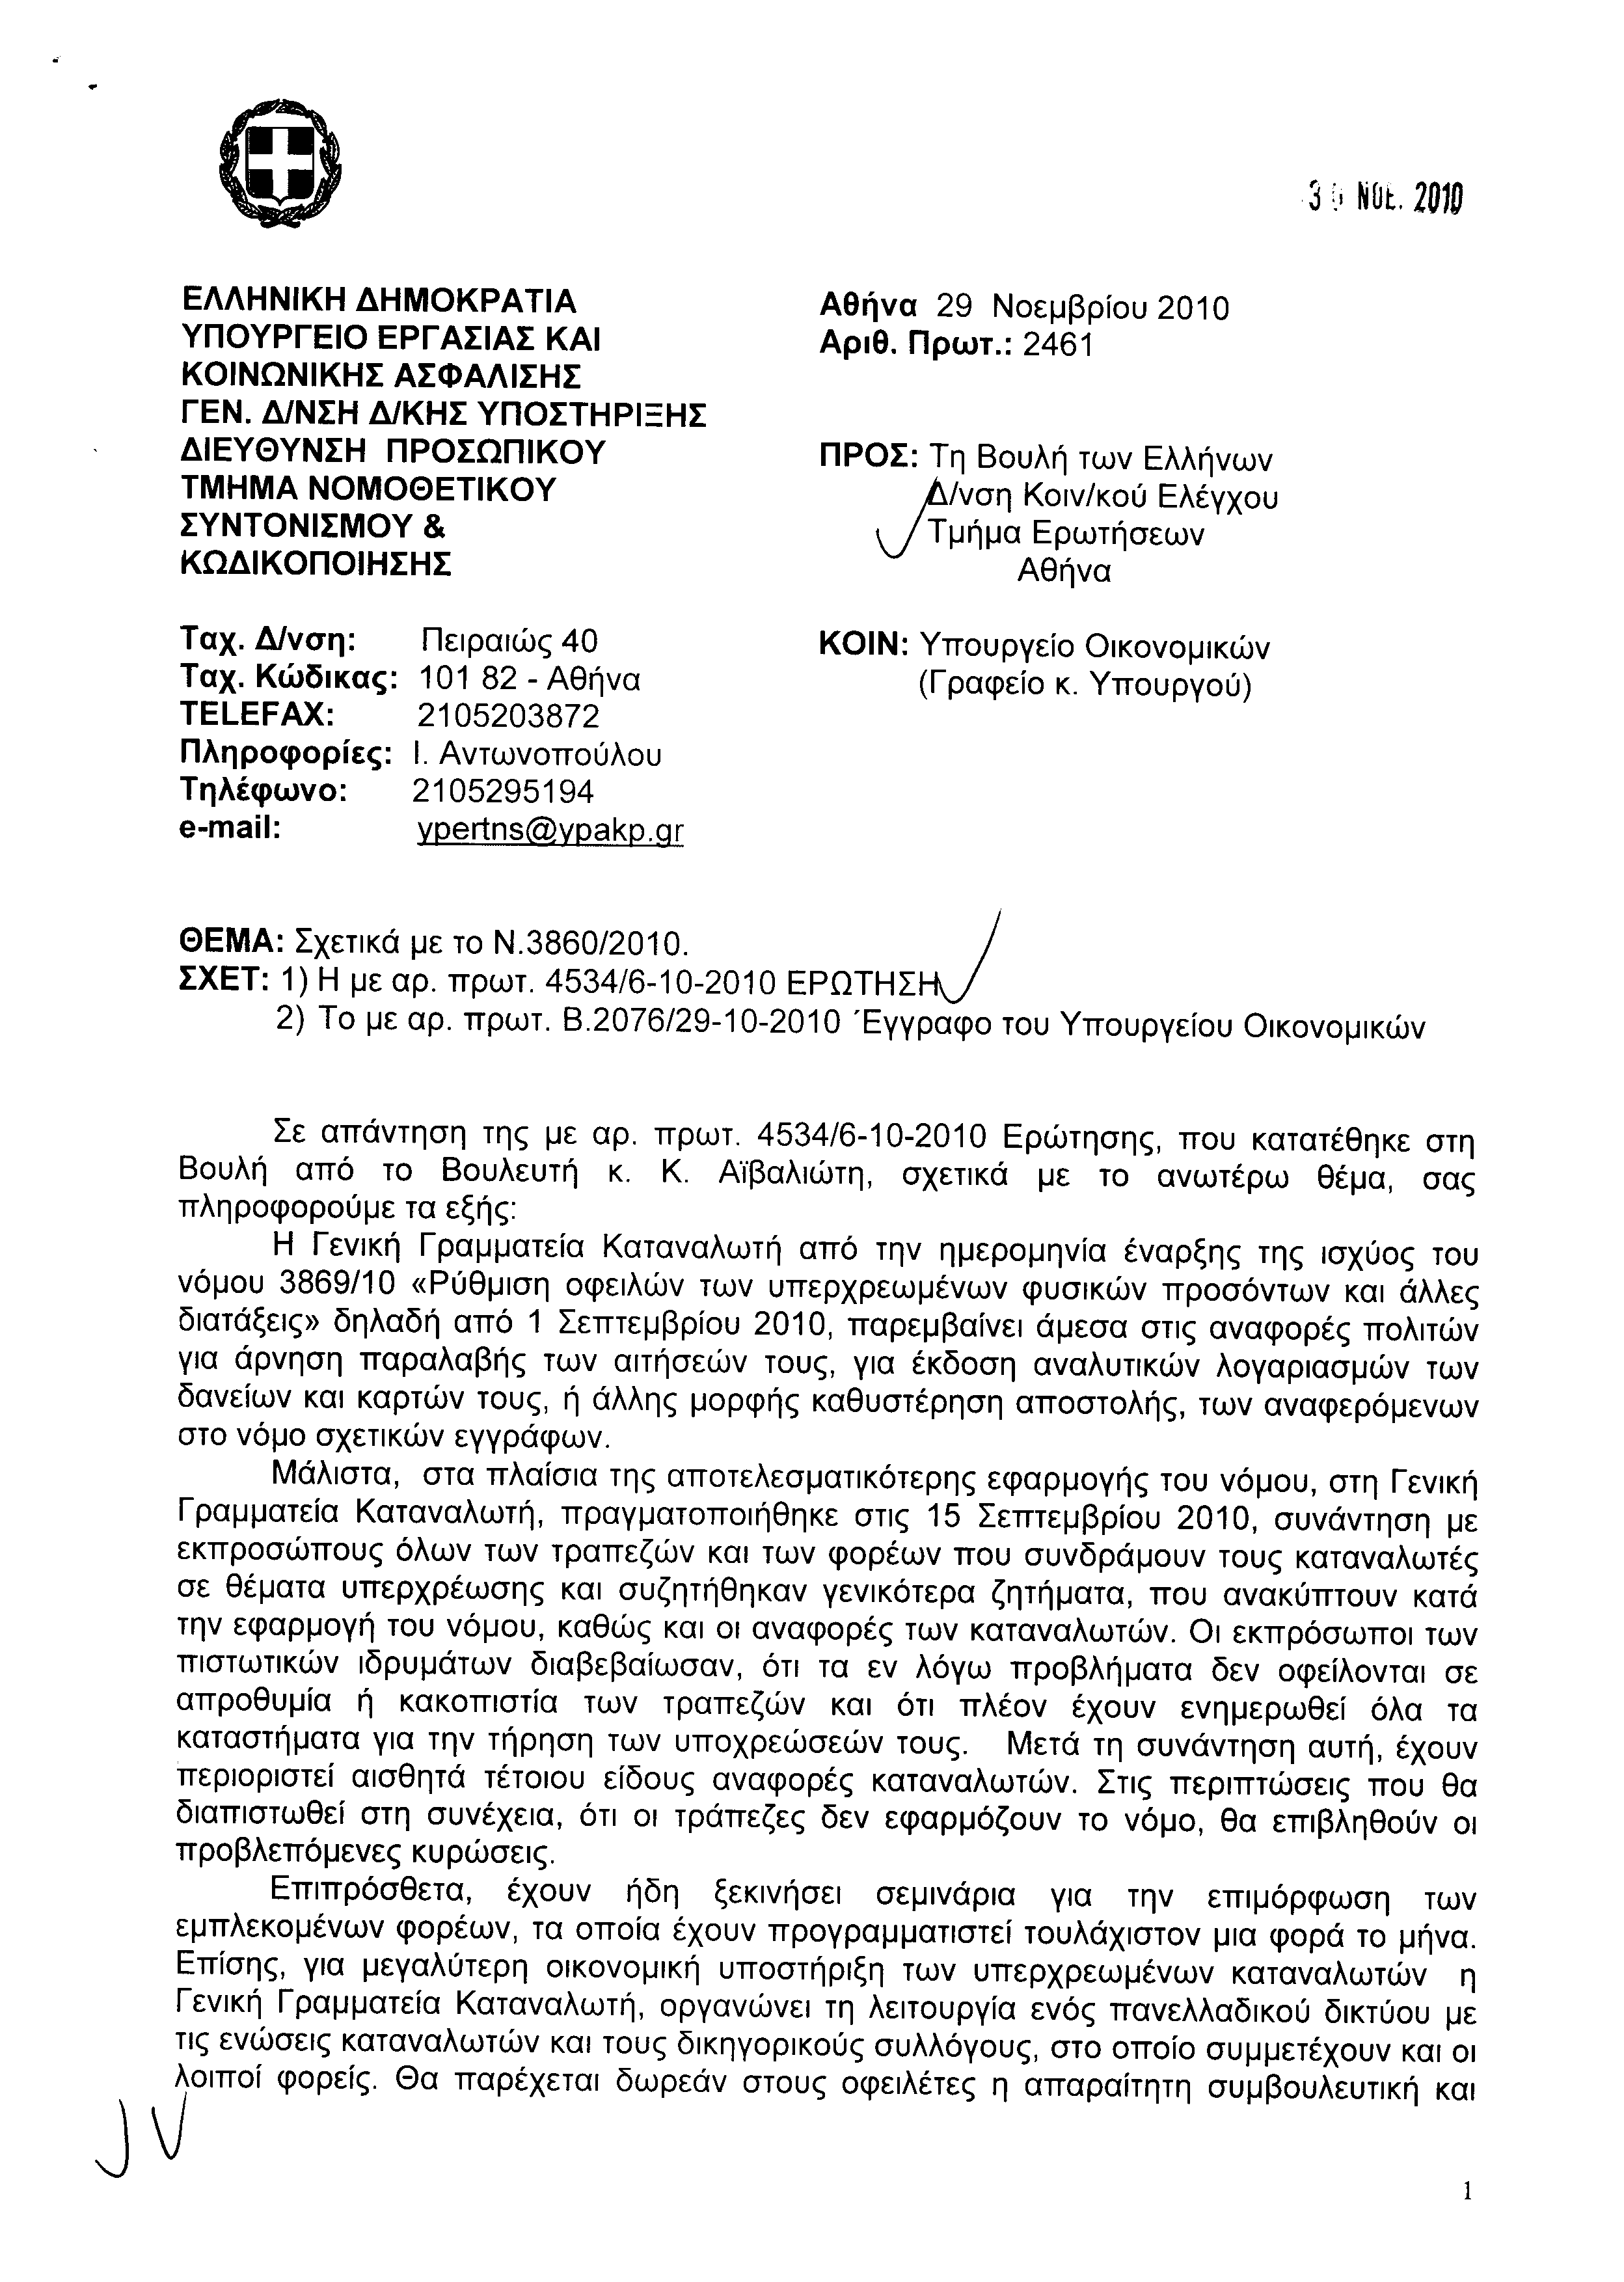 3 ΝΟΕ. 2010
ΕΛΛΗΝΙΚΗ ΔΗΜΟΚΡΑΤΙΑ
ΥΠΟΥΡΓΕΙΟ ΕΡΓΑΣΙΑΣ ΚΑΙ
ΚΟΙΝΩΝΙΚΗΣ ΑΣΦΑΛΙΣΗΣ
ΓΕΝ. Δ/ΝΣΗ Δ/ΚΗΣ ΥΠΟΣΤΗΡΙΞΗΣ
ΔΙΕΥΘΥΝΣΗ ΠΡΟΣΩΠΙΚΟΥ
ΤΜΗΜΑ ΝΟΜΟΘΕΤΙΚΟΥ
ΣΥΝΤΟΝΙΣΜΟΥ &
ΚΩΔΙΚΟΠΟΙΗΣΗΣ
Ταχ. Δ/νση: Πειραιώς 40
Ταχ. Κώδικας: 101 82 - Αθήνα
TELEFAX: 2105203872
Πληροφορίες: Ι. Αντωνοπούλου
Τηλέφωνο: 2105295194
e-mail: ypertns@ypakp.gr
Αθήνα 29 Νοεμβρίου 2010
Αριθ. Πρωτ.: 2461
ΠΡΟΣ: Τη Βουλή των Ελλήνων
Δ/νση Κοιν/κού Ελέγχου
Τμήμα Ερωτήσεων
Αθήνα
ΚΟΙΝ: Υπουργείο Οικονομικών
(Γραφείο κ. Υπουργού)
ΘΕΜΑ: Σχετικά με το Ν.3860/2010.
ΣΧΕΤ: 1) Η με αρ. πρωτ. 4534/6-10-2010 ΕΡΩΤΗΣΗ
2) Το με αρ. πρωτ. Β.2076/29-10-2010 Έγγραφο του Υπουργείου Οικονομικών
Σε απάντηση της με αρ. πρωτ. 4534/6-10-2010 Ερώτησης, που κατατέθηκε στη
Βουλή από το Βουλευτή κ. Κ. Αϊβαλιώτη, σχετικά με το ανωτέρω θέμα, σας
πληροφορούμε τα εξής:
Η Γενική Γραμματεία Καταναλωτή από την ημερομηνία έναρξης της ισχύος του
νόμου 3869/10 «Ρύθμιση οφειλών των υπερχρεωμένων φυσικών προσόντων και άλλες
διατάξεις» δηλαδή από 1 Σεπτεμβρίου 2010, παρεμβαίνει άμεσα στις αναφορές πολιτών
για άρνηση παραλαβής των αιτήσεών τους, για έκδοση αναλυτικών λογαριασμών των
δανείων και καρτών τους, ή άλλης μορφής καθυστέρηση αποστολής, των αναφερόμενων
στο νόμο σχετικών εγγράφων.
Μάλιστα, στα πλαίσια της αποτελεσματικότερης εφαρμογής του νόμου, στη Γενική
Γραμματεία Καταναλωτή, πραγματοποιήθηκε στις 15 Σεπτεμβρίου 2010, συνάντηση με
εκπροσώπους όλων των τραπεζών και των φορέων που συνδράμουν τους καταναλωτές
σε θέματα υπερχρέωσης και συζητήθηκαν γενικότερα ζητήματα, που ανακύπτουν κατά
την εφαρμογή του νόμου, καθώς και οι αναφορές των καταναλωτών. Οι εκπρόσωποι των
πιστωτικών ιδρυμάτων διαβεβαίωσαν, ότι τα εν λόγω προβλήματα δεν οφείλονται σε
απροθυμία ή κακοπιστία των τραπεζών και ότι πλέον έχουν ενημερωθεί όλα τα
καταστήματα για την τήρηση των υποχρεώσεών τους. Μετά τη συνάντηση αυτή, έχουν
περιοριστεί αισθητά τέτοιου είδους αναφορές καταναλωτών. Στις περιπτώσεις που θα
διαπιστωθεί στη συνέχεια, ότι οι τράπεζες δεν εφαρμόζουν το νόμο, θα επιβληθούν οι
προβλεπόμενες κυρώσεις.
Επιπρόσθετα, έχουν ήδη ξεκινήσει σεμινάρια για την επιμόρφωση των
εμπλεκομένων φορέων, τα οποία έχουν προγραμματιστεί τουλάχιστον μια φορά το μήνα.
Επίσης, για μεγαλύτερη οικονομική υποστήριξη των υπερχρεωμένων καταναλωτών η
Γενική Γραμματεία Καταναλωτή, οργανώνει τη λειτουργία ενός πανελλαδικού δικτύου με
τις ενώσεις καταναλωτών και τους δικηγορικούς συλλόγους, στο οποίο συμμετέχουν και οι
λοιποί φορείς. Θα παρέχεται δωρεάν στους οφειλέτες η απαραίτητη συμβουλευτική και
1